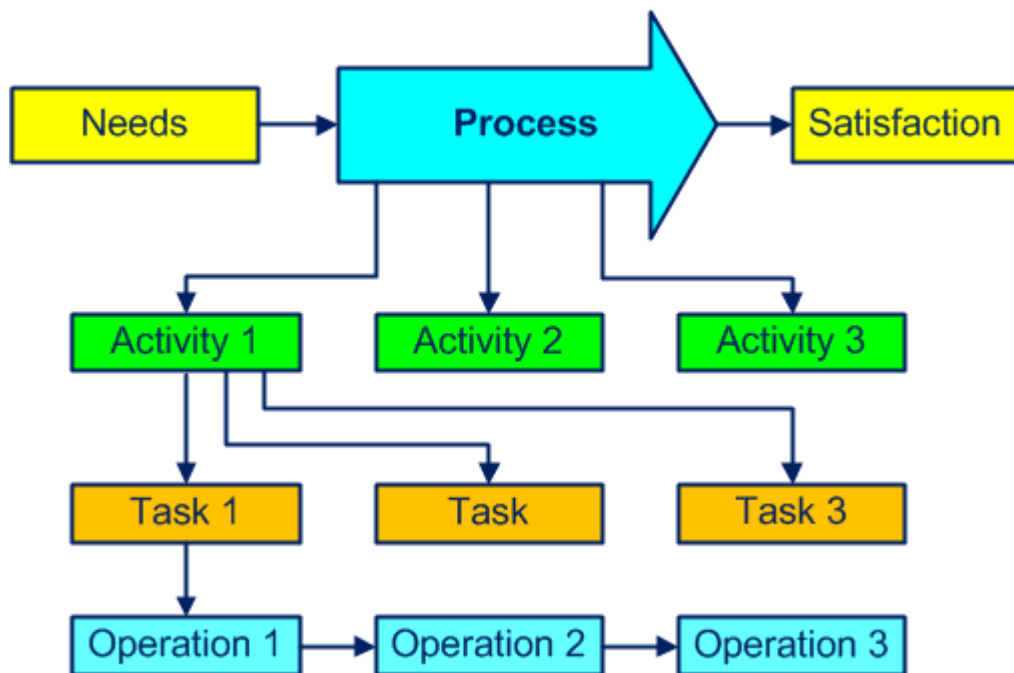 Needs
Process
Satisfaction
Activity 1
Activity 2
Activity 3
Task 1
Task
Task 3
Operation 1
Operation 2
Operation 3